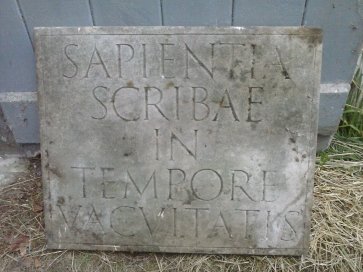 SAPIENTIA
SCRIBAE
IN
TEMPORE
VACVITATIS